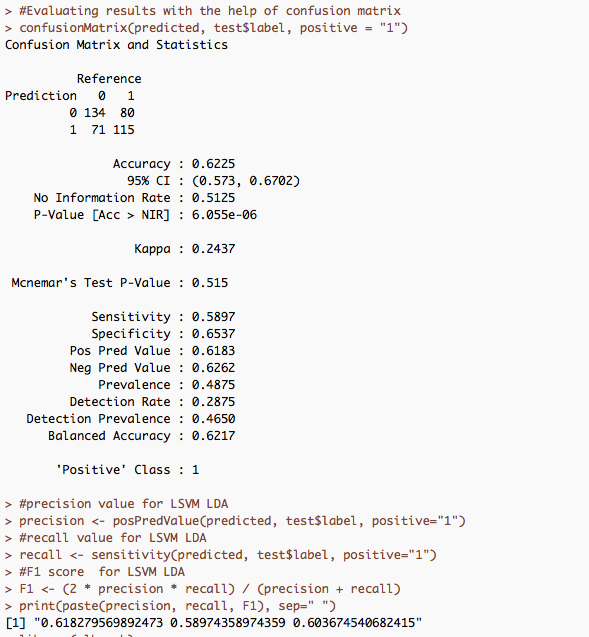 > #Evaluating results with the help of confusion matrix
> confusionMatrix(predicted, test$label, positive = "1")
Confusion Matrix and Statistics
Reference
Prediction 0 1
0 134 80
1 71 115
Accuracy : 0.6225
95% CI : (0.573, 0.6702)
No Information Rate : 0.5125
P-Value [Acc > NIR] : 6.055e-06
Kappa : 0.2437
Mcnemar's Test P-Value : 0.515
Sensitivity : 0.5897
Specificity : 0.6537
Pos Pred Value : 0.6183
Neg Pred Value : 0.6262
Prevalence : 0.4875
Detection Rate : 0.2875
Detection Prevalence : 0.4650
Balanced Accuracy : 0.6217
'Positive' Class : 1
> #precision value for LSVM LDA
> precision <- posPredValue(predicted, test$label, positive="1")
> #recall value for LSVM LDA
> recall <- sensitivity(predicted, test$label, positive="1")
> #F1 score  for LSVM LDA
> F1 <- (2 * precision * recall) / (precision + recall)
> print(paste(precision, recall, F1), sep=" ")
[1] "0.618279569892473 0.58974358974359 0.603674540682415"